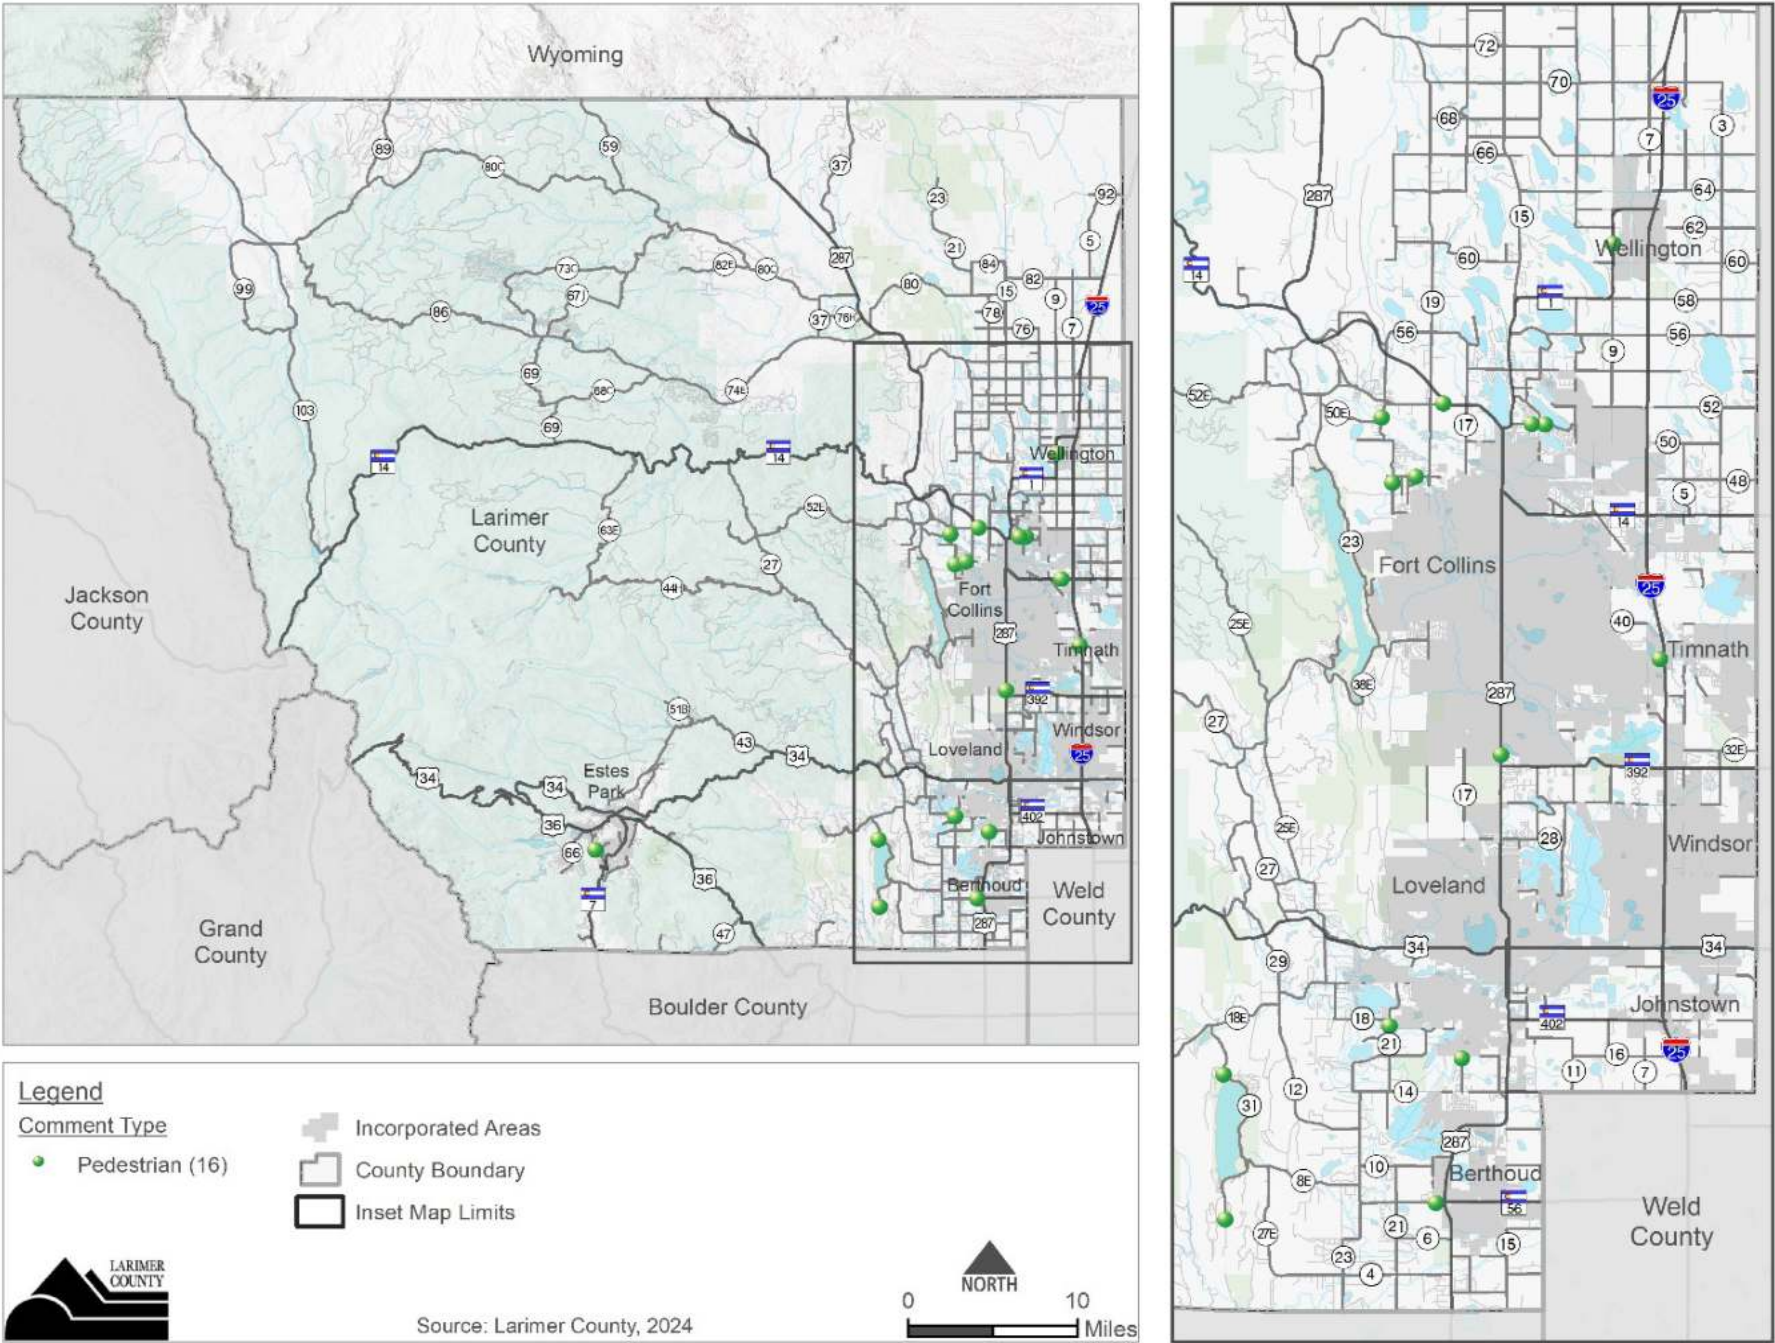 Wyoming
89
59
80C
37
23
92
21
5
287
82E
80C
84
73C
82
99
67J
80
15
9
25
86
37
76H
78
76
7
69
74E
68C
103
69
14
14
Wellington
1
Larimer
County
63E
27
44H
Fort
Collins
Jackson
County
287
Timnath
392
51B
Windsor
43
34
Loveland
25
34
34
Estes
Park
36
402
66
Johnstown
36
7
Berthoud
Weld
County
287
47
Grand
County
Boulder County
Legend
Comment Type
Pedestrian (16)
Incorporated Areas
County Boundary
Inset Map Limits
LARIMER
COUNTY
Source: Larimer County, 2024
NORTH
0 10
Miles
72
70
25
68
3
7
66
64
287
15
62
Wellington
60
60
14
1
19
58
56
56
9
52E
50E
52
17
50
48
5
14
23
Fort Collins
25
25E
40
Timnath
38E
287
27
32E
392
17
25E
28
Windsor
27
Loveland
34
34
29
18E
18
402
Johnstown
21
16
25
11
7
12
14
31
287
10
Berthoud
8E
56
Weld
County
27E
21
6
15
23
4